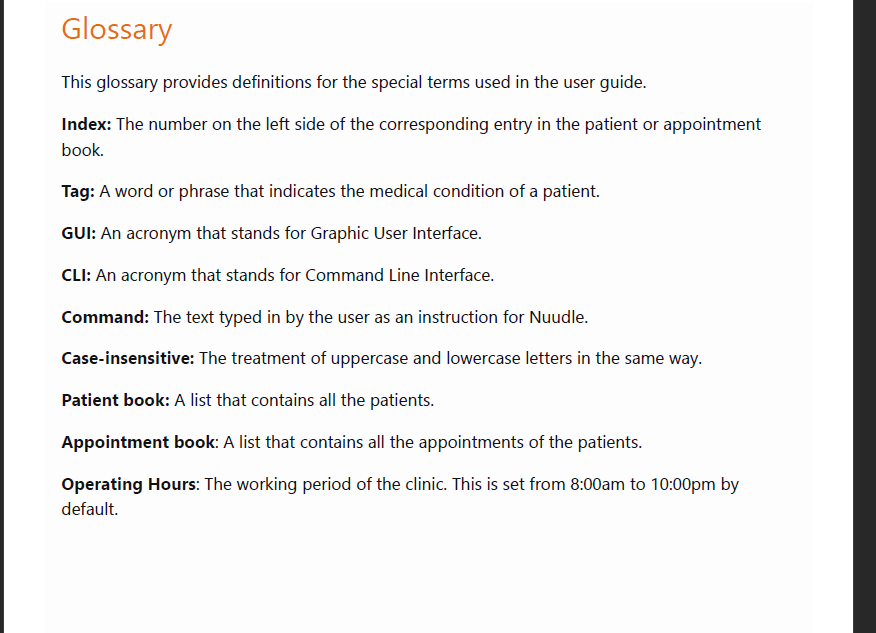 Glossary
This glossary provides definitions for the special terms used in the user guide.
Index: The number on the left side of the corresponding entry in the patient or appointment
book.
Tag: A word or phrase that indicates the medical condition of a patient.
GUI: An acronym that stands for Graphic User Interface.
CLI: An acronym that stands for Command Line Interface.
Command: The text typed in by the user as an instruction for Nuudle.
Case-insensitive: The treatment of uppercase and lowercase letters in the same way.
Patient book: A list that contains all the patients.
Appointment book: A list that contains all the appointments of the patients.
Operating Hours: The working period of the clinic. This is set from 8:00am to 10:00pm by
default.